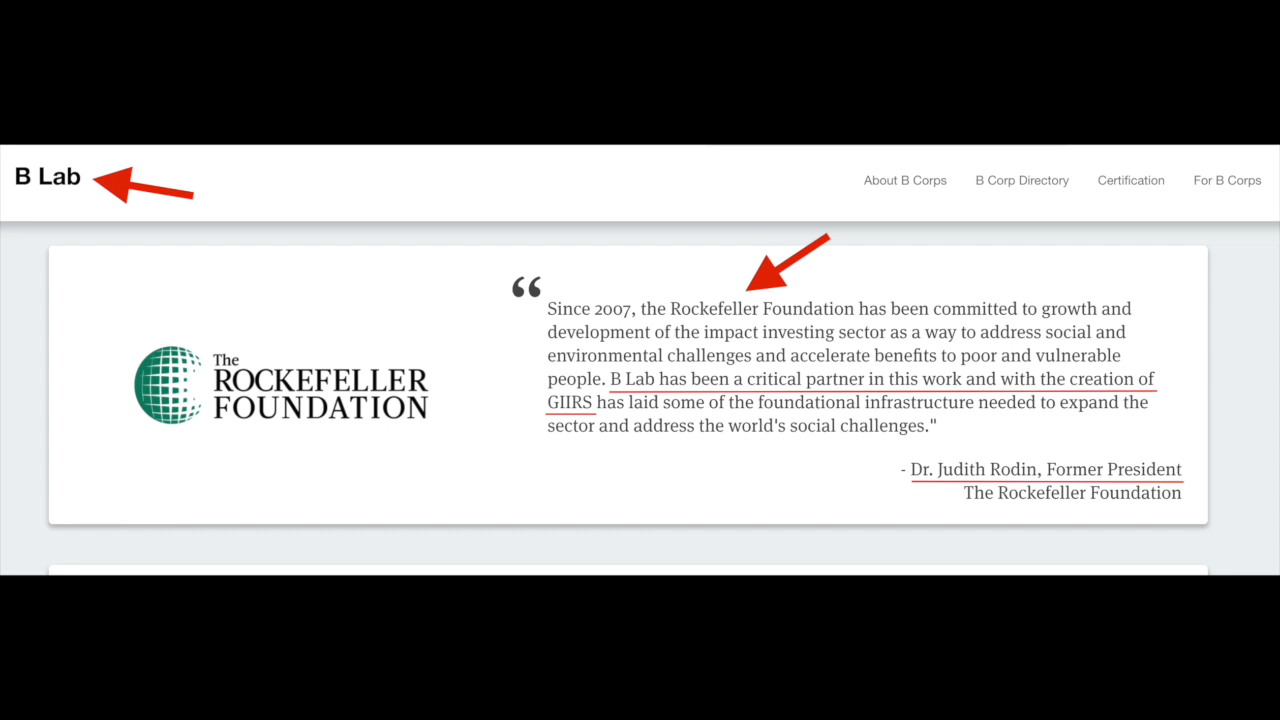 B Lab
About B Corps
B Corp Directory
Certification
For B Corps
The
ROCKEFELLER
FOUNDATION
“
Since 2007, the Rockefeller Foundation has been committed to growth and
development of the impact investing sector as a way to address social and
environmental challenges and accelerate benefits to poor and vulnerable
people. B Lab has been a critical partner in this work and with the creation of
GIIRS has laid some of the foundational infrastructure needed to expand the
sector and address the world's social challenges."
- Dr. Judith Rodin, Former President
The Rockefeller Foundation